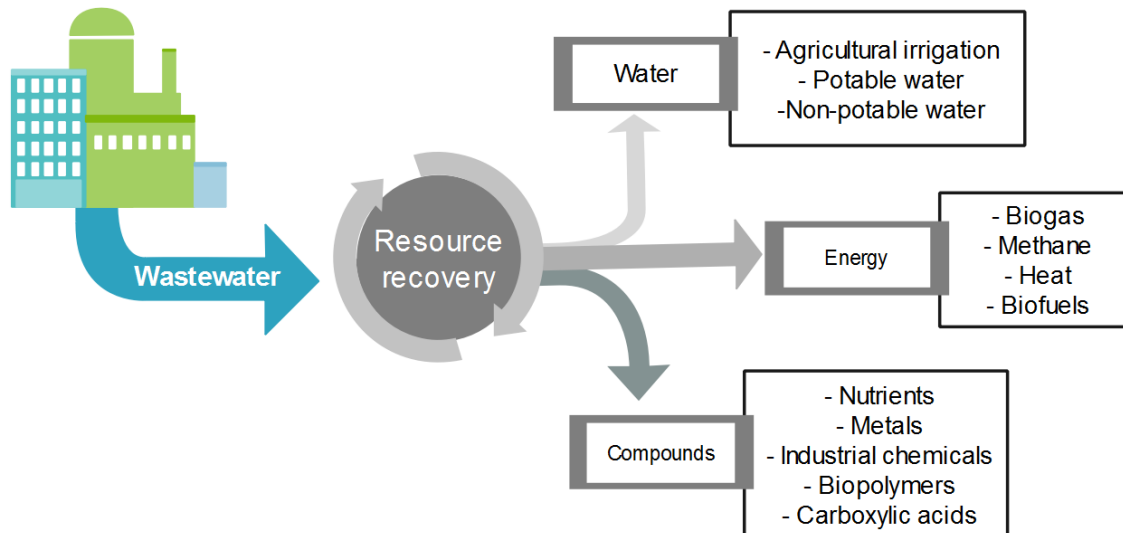 Wastewater
Resource
recovery
Water
- Agricultural irrigation
- Potable water
-Non-potable water
Energy
- Biogas
- Methane
- Heat
- Biofuels
Compounds
- Nutrients
- Metals
- Industrial chemicals
- Biopolymers
- Carboxylic acids